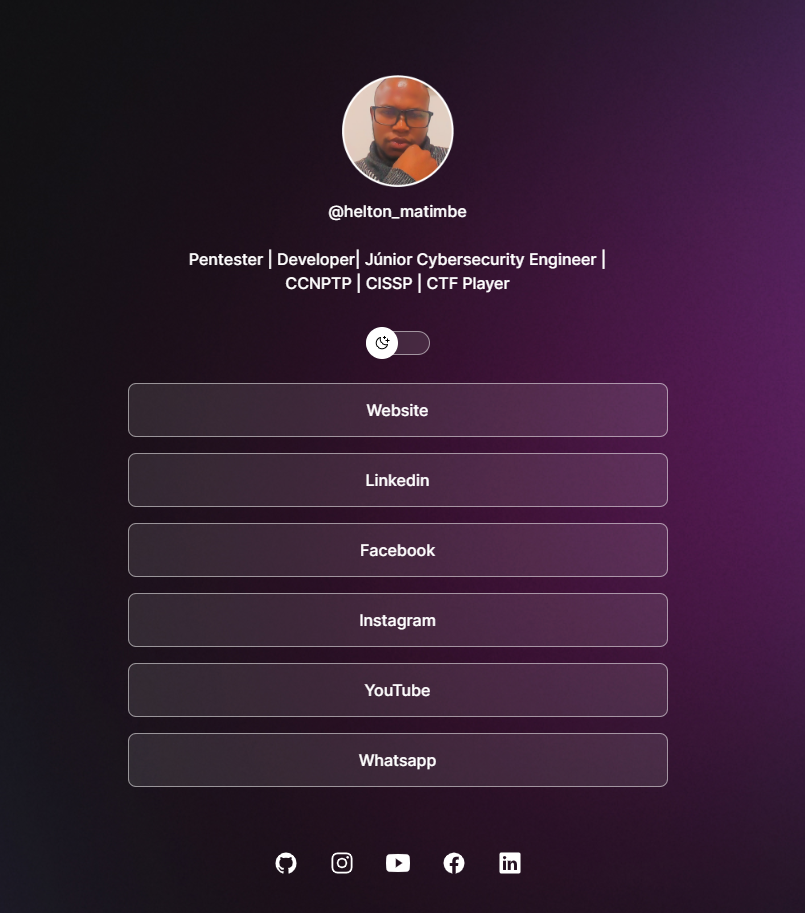 @helton_matimbe
Pentester | Developer| Júnior Cybersecurity Engineer |
CCNPTP | CISSP | CTF Player
Website
Linkedin
Facebook
Instagram
YouTube
Whatsapp